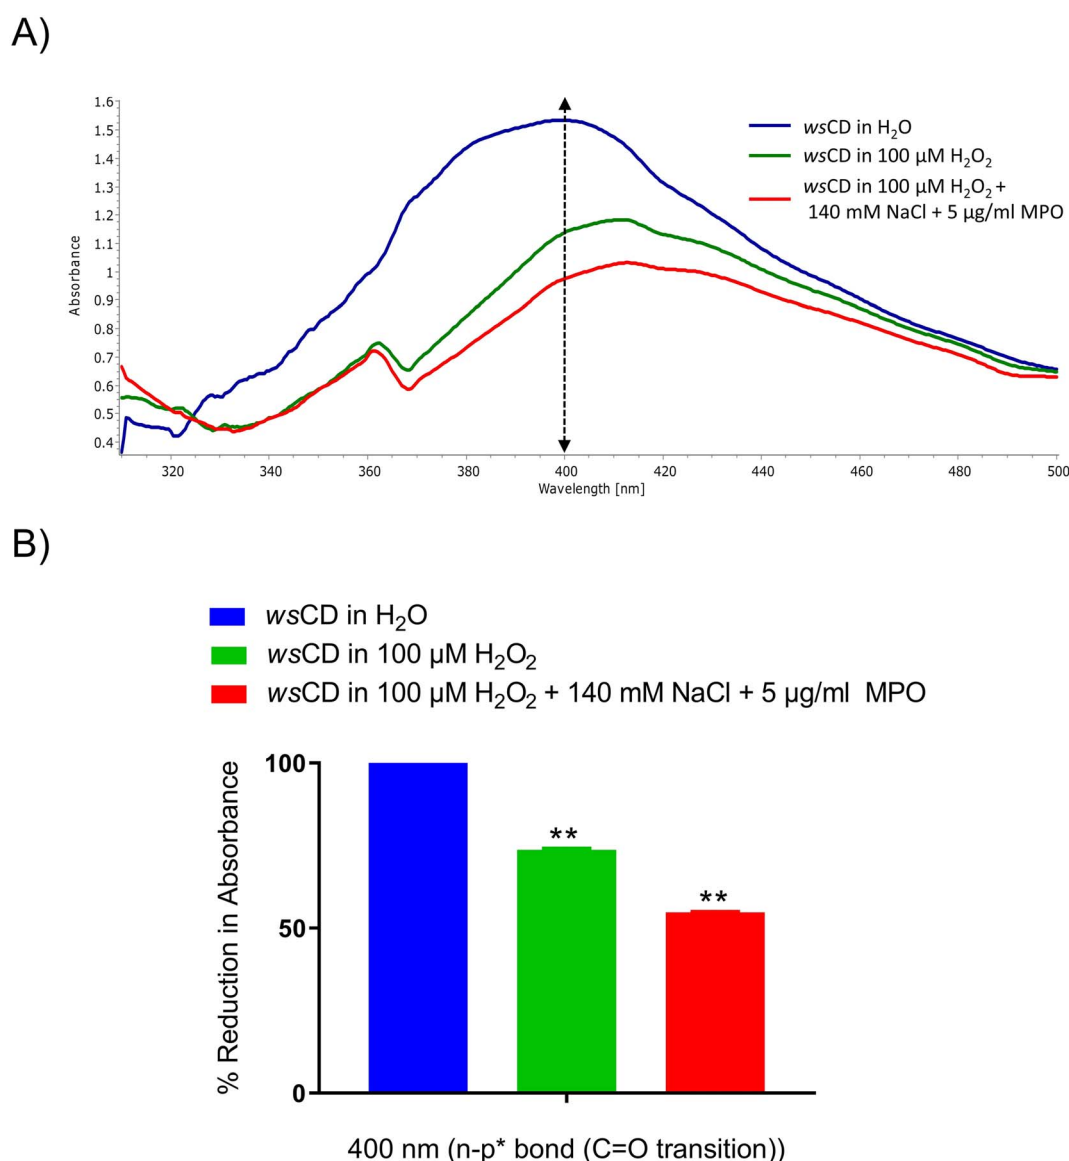 A)
1.6
1.5
1.4
1.3
1.2
1.1
1
0.9
0.8
0.7
0.6
0.5
0.4
Absorbance
320 340 360 380 400 420 440 460 480 500
Wavelength [nm]
wsCD in H₂O
wsCD in 100 µM H₂O₂
wsCD in 100 µM H₂O₂ +
140 mM NaCl + 5 µg/ml MPO
B)
wsCD in H₂O
wsCD in 100 µM H₂O₂
wsCD in 100 µM H₂O₂ + 140 mM NaCl + 5 µg/ml MPO
% Reduction in Absorbance
100
50
0
**
**
400 nm (n-p* bond (C=O transition))